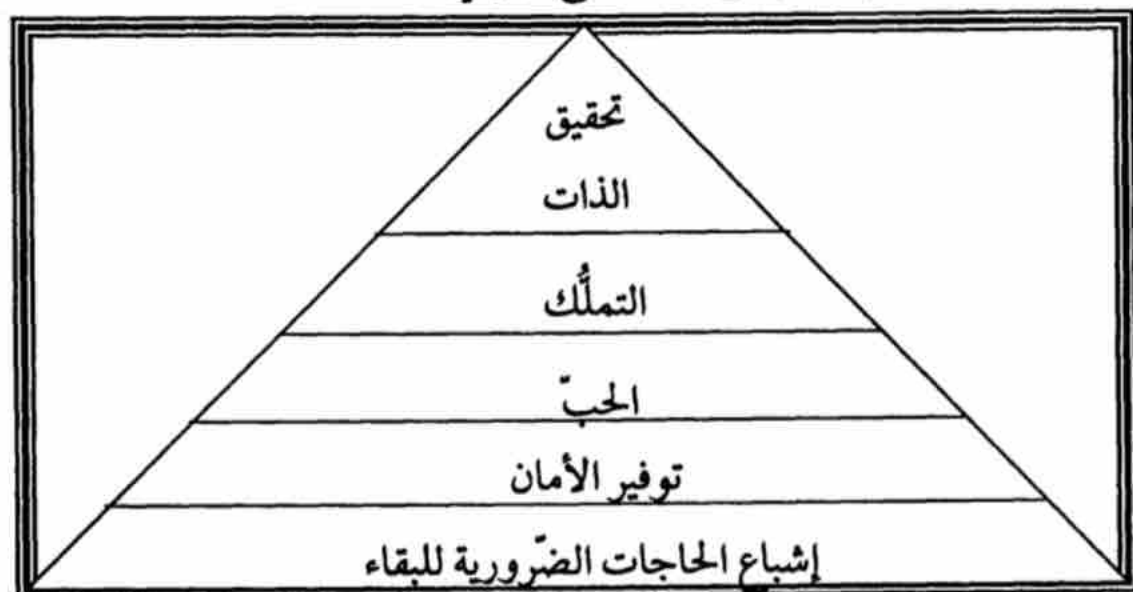 تحقيق
الذات
التملُّك
الحبّ
توفير الأمان
إشباع الحاجات الضّرورية للبقاء